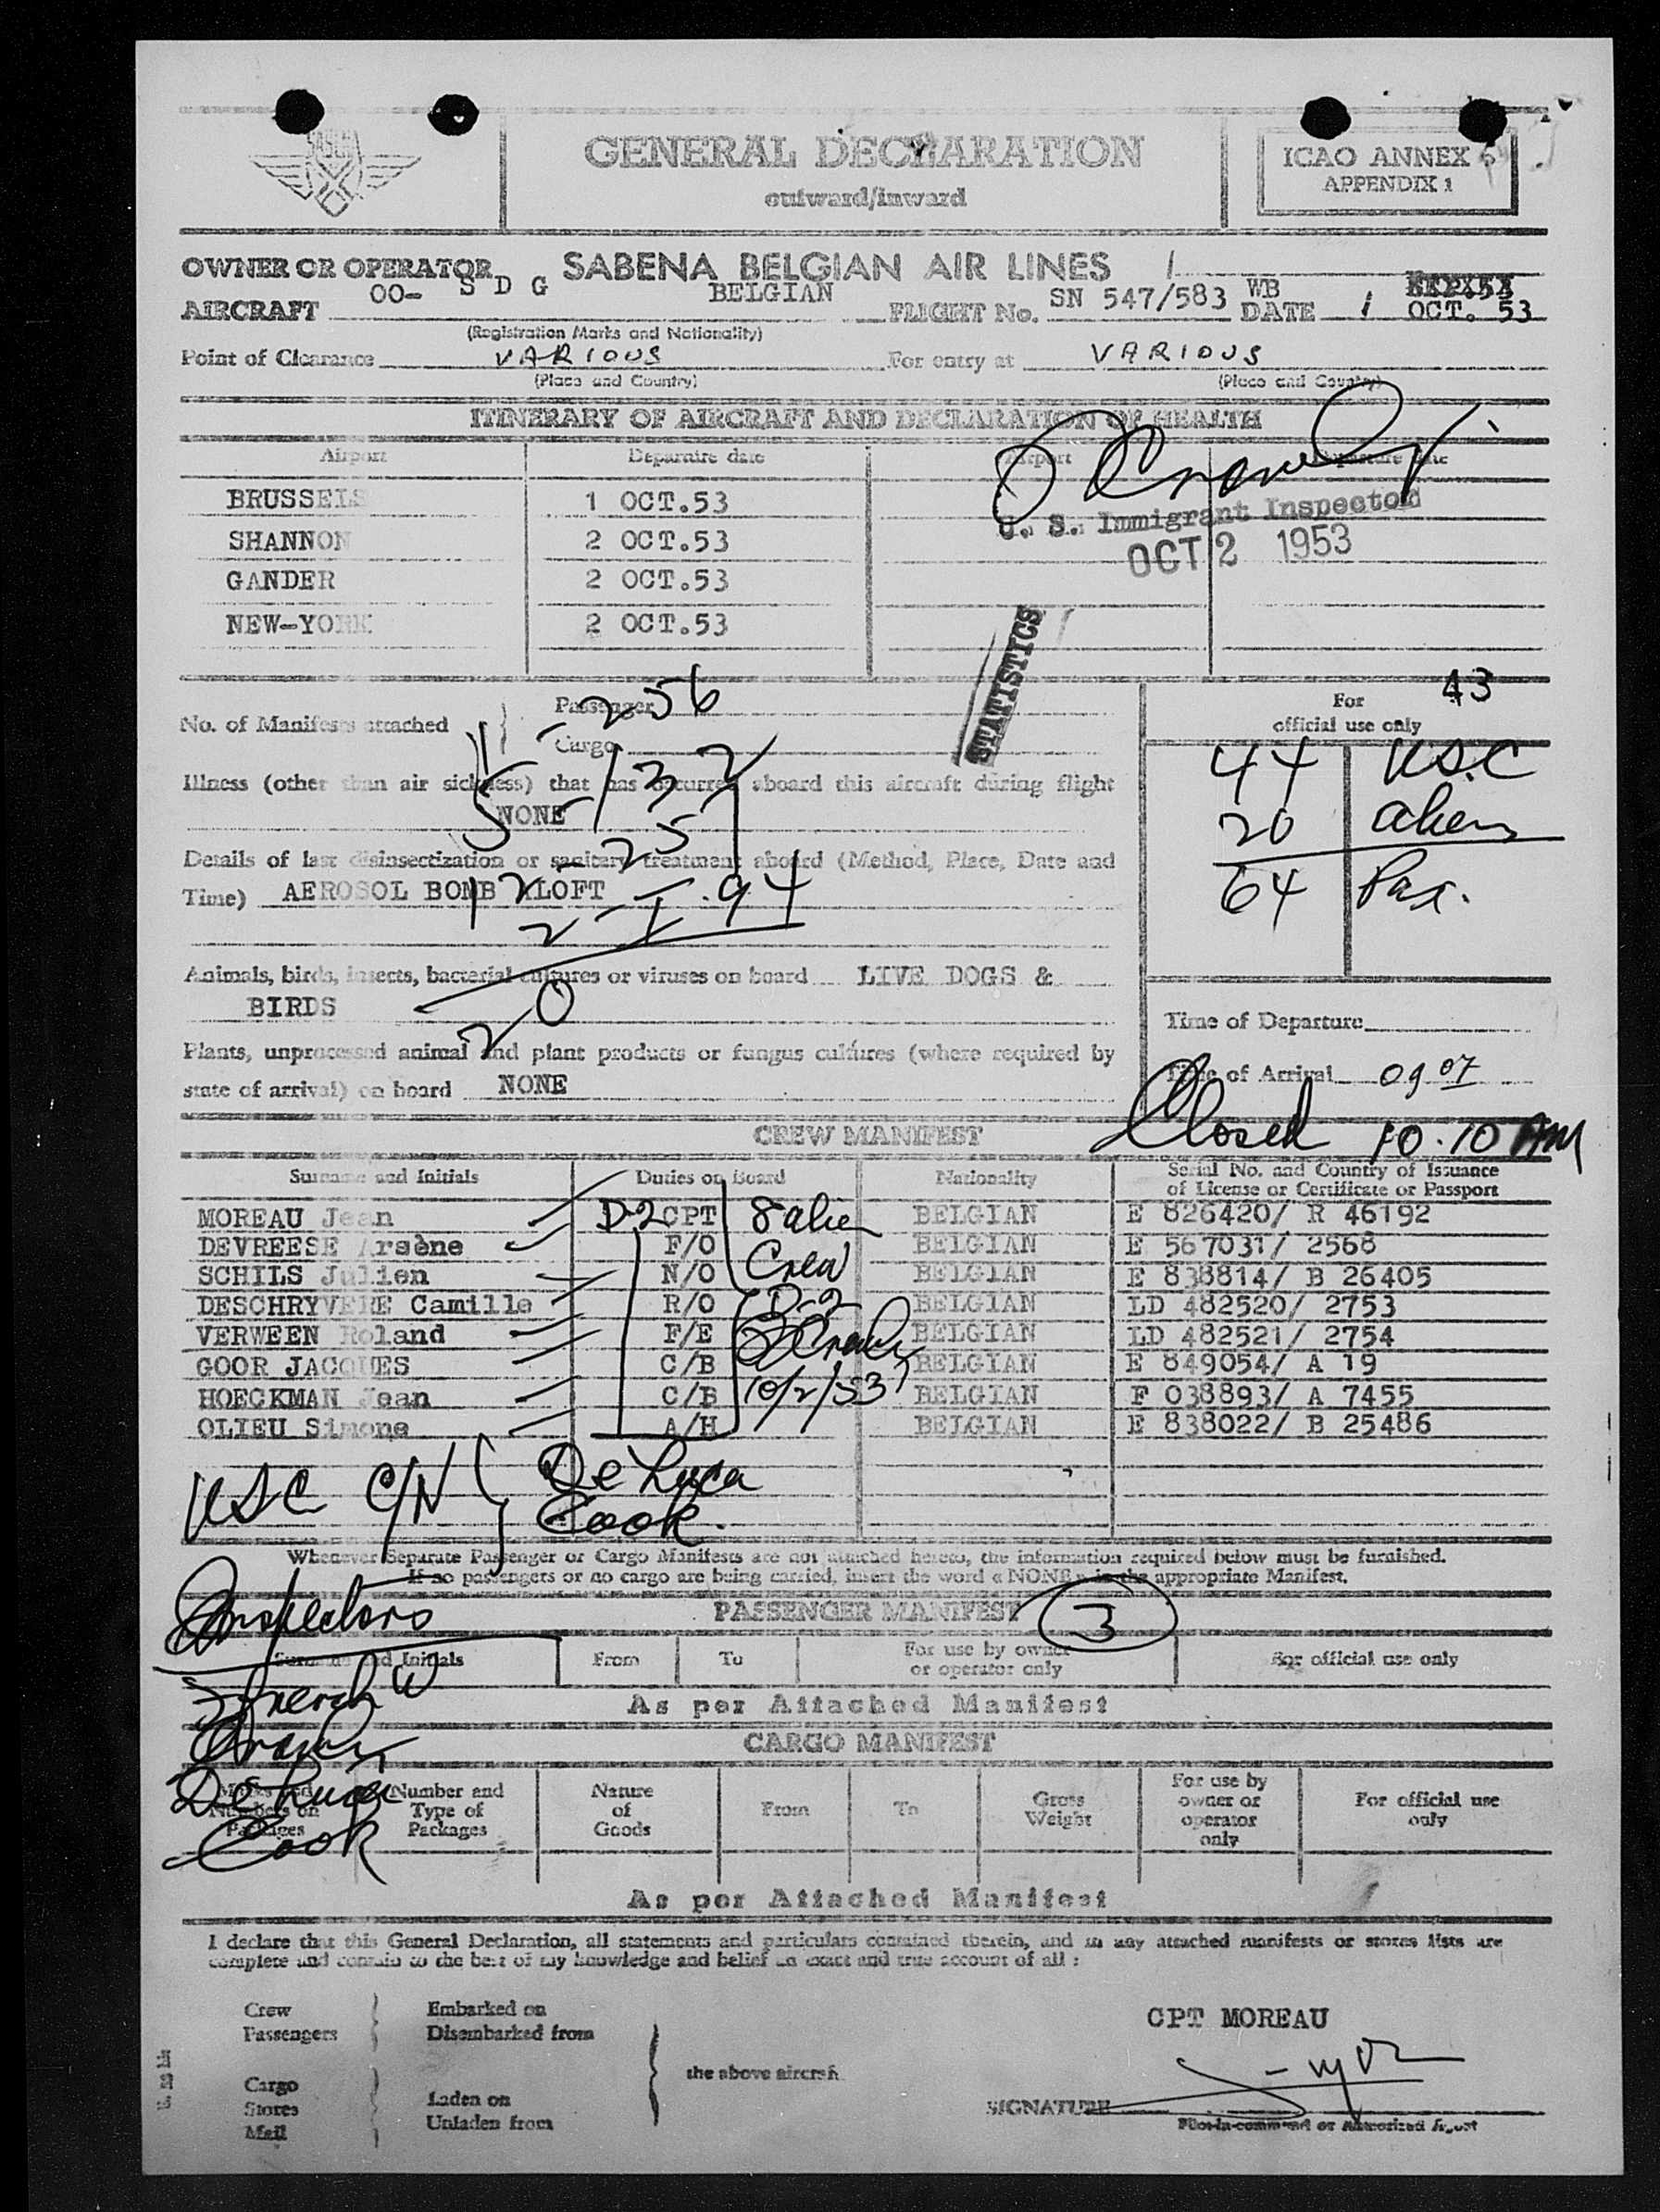 SABENA
GENERAL DECLARATION
outward/inward
ICAO ANNEX 9
APPENDIX 1
OWNER OR OPERATOR SABENA BELGIAN AIR LINES
AIRCRAFT OO- S D G BELGIAN FLIGHT No. SN 547/583 WB DATE 1 OCT. 53
(Registration Marks and Nationality)
Point of Clearance VARIOUS For entry at VARIOUS
(Place and Country) (Place and Country)
ITINERARY OF AIRCRAFT AND DECLARATION OF HEALTH
Airport Departure date Airport Departure date
BRUSSELS 1 OCT.53
SHANNON 2 OCT.53
GANDER 2 OCT.53
NEW-YORK 2 OCT.53
U. S. Immigrant Inspector
OCT 2 1953
STATISTICS
No. of Manifests attached Passenger
Cargo
256
132
25
94
20
For official use only
43
44 USC
20 aliens
64 Pax.
Illness (other than air sickness) that has occurred aboard this aircraft during flight
NONE
Details of last disinsectization or sanitary treatment aboard (Method, Place, Date and
Time) AEROSOL BOMB ALOFT
Animals, birds, insects, bacterial cultures or viruses on board LIVE DOGS &
BIRDS
Plants, unprocessed animal and plant products or fungus cultures (where required by
state of arrival) on board NONE
Time of Departure
Time of Arrival 09 07
Closed 10.10 AM
CREW MANIFEST
Surname and Initials Duties on Board Nationality Serial No. and Country of Issuance
of License or Certificate or Passport
MOREAU Jean CPT BELGIAN E 826420/ R 46192
DEVREESE Arsène F/O BELGIAN E 567031/ 2568
SCHILS Julien N/O BELGIAN E 838814/ B 26405
DESCHRYVERE Camille R/O BELGIAN LD 482520/ 2753
VERWEEN Roland F/E BELGIAN LD 482521/ 2754
GOOR JACQUES C/B BELGIAN E 849054/ A 19
HOECKMAN Jean C/B BELGIAN F 038893/ A 7455
OLIEU Simone A/H BELGIAN E 838022/ B 25486
D-2
8 alien
Crew
D-2
10/2/53
USC C/N De Luca
Cook
Whenever Separate Passenger or Cargo Manifests are not attached hereto, the information required below must be furnished.
If no passengers or no cargo are being carried, insert the word « NONE » in the appropriate Manifest.
PASSENGER MANIFEST 3
Inspectors
Surname and Initials From To For use by owner
or operator only For official use only
As per Attached Manifest
CARGO MANIFEST
De Luca
Cook
Marks and
Numbers on
Packages
Number and
Type of
Packages
Nature
of
Goods
From To
Gross
Weight
For use by
owner or
operator
only
For official use
only
As per Attached Manifest
I declare that this General Declaration, all statements and particulars contained therein, and in any attached manifests or stores lists are
complete and contain to the best of my knowledge and belief an exact and true account of all :
Crew
Passengers
Embarked on
Disembarked from
Cargo
Stores
Mail
Laden on
Unladen from
the above aircraft.
CPT MOREAU
SIGNATURE
Pilot-in-command or Authorized Agent